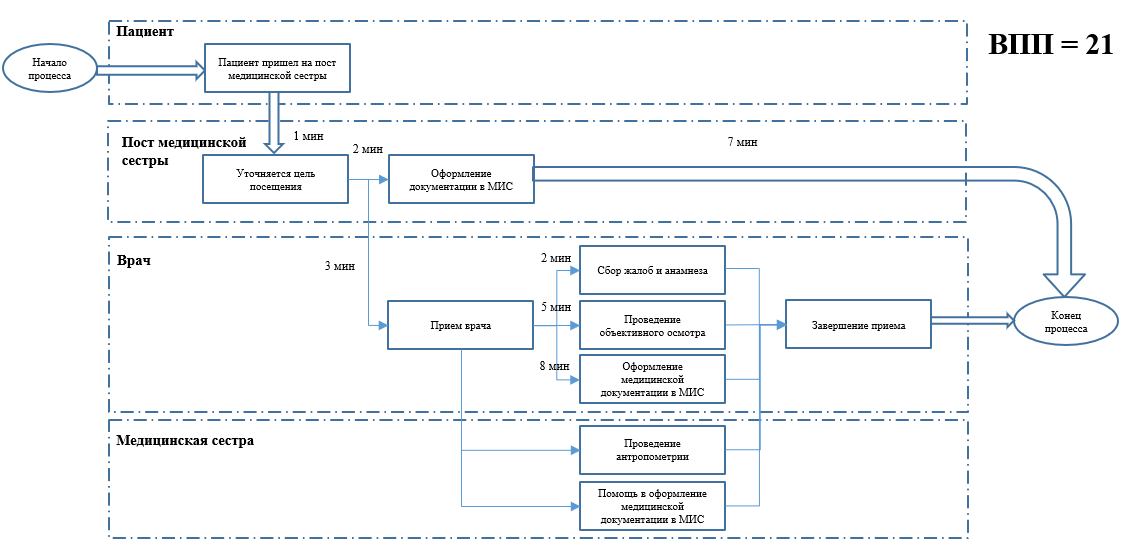 Пациент
ВПП = 21
Начало
процесса
Пациент пришел на пост
медицинской сестры
1 мин
Пост медицинской
сестры
2 мин
7 мин
Уточняется цель
посещения
Оформление
документации в МИС
Врач
3 мин
2 мин
Сбор жалоб и анамнеза
5 мин
Прием врача
Проведение
объективного осмотра
Завершение приема
Конец
процесса
8 мин
Оформление
медицинской
документации в МИС
Медицинская сестра
Проведение
антропометрии
Помощь в оформление
медицинской
документации в МИС